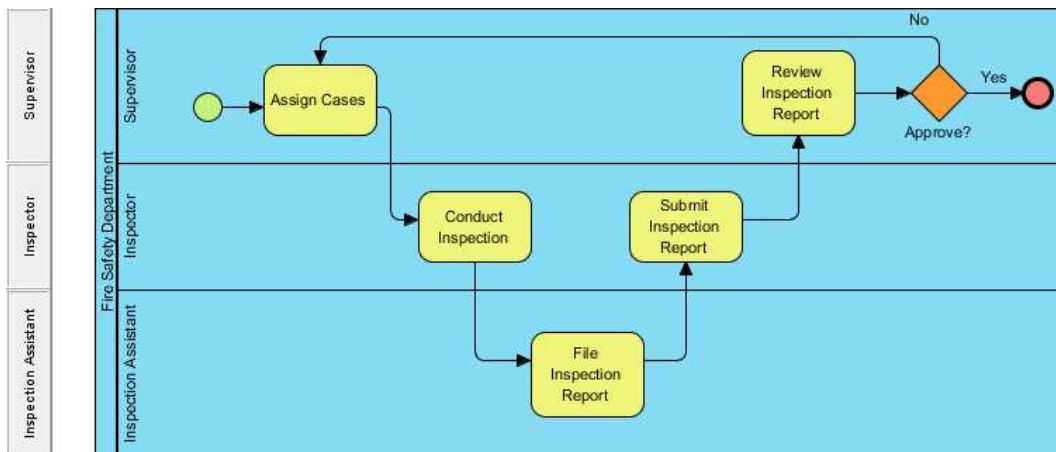 Supervisor
Inspector
Inspection Assistant
Fire Safety Department
Supervisor
Inspector
Inspection Assistant
Assign Cases
Conduct
Inspection
File
Inspection
Report
Submit
Inspection
Report
Review
Inspection
Report
Approve?
No
Yes